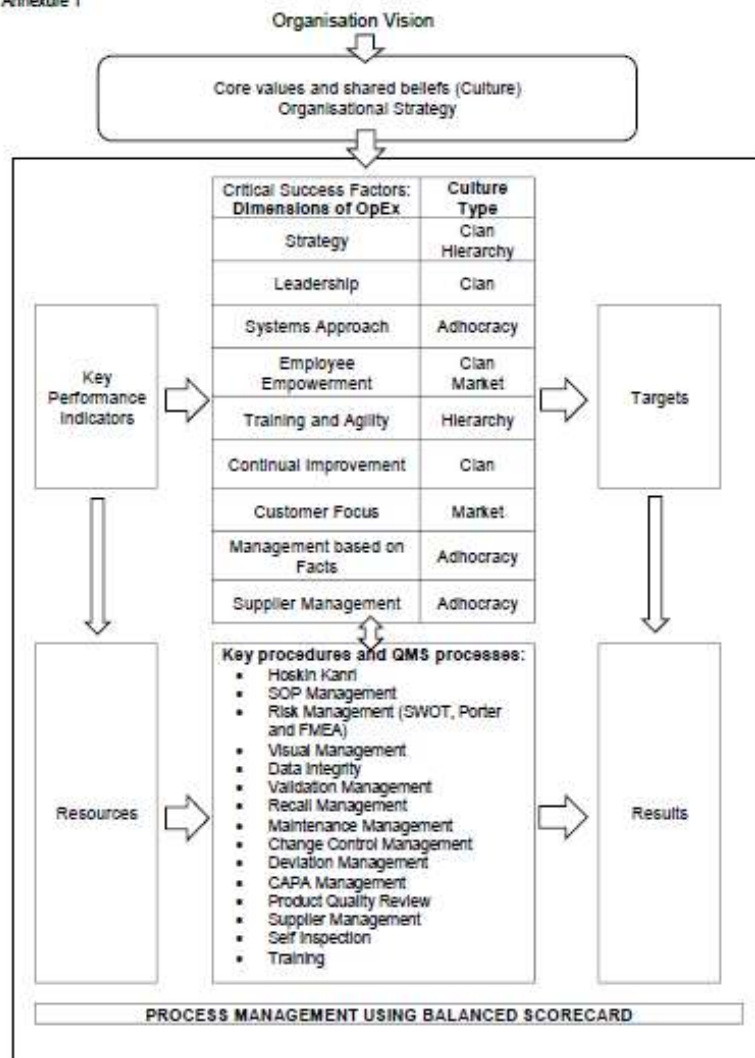 Annexure 1
Organisation Vision
Core values and shared beliefs (Culture)
Organisational Strategy
Critical Success Factors:
Dimensions of OpEx
Culture
Type
Strategy
Clan
Hierarchy
Leadership
Clan
Systems Approach
Adhocracy
Employee
Empowerment
Clan
Market
Training and Agility
Hierarchy
Continual Improvement
Clan
Customer Focus
Market
Management based on
Facts
Adhocracy
Supplier Management
Adhocracy
Key
Performance
Indicators
Targets
Key procedures and QMS processes:
• Hoskin Kanri
• SOP Management
• Risk Management (SWOT, Porter
and FMEA)
• Visual Management
• Data Integrity
• Validation Management
• Recall Management
• Maintenance Management
• Change Control Management
• Deviation Management
• CAPA Management
• Product Quality Review
• Supplier Management
• Self Inspection
• Training
Resources
Results
PROCESS MANAGEMENT USING BALANCED SCORECARD